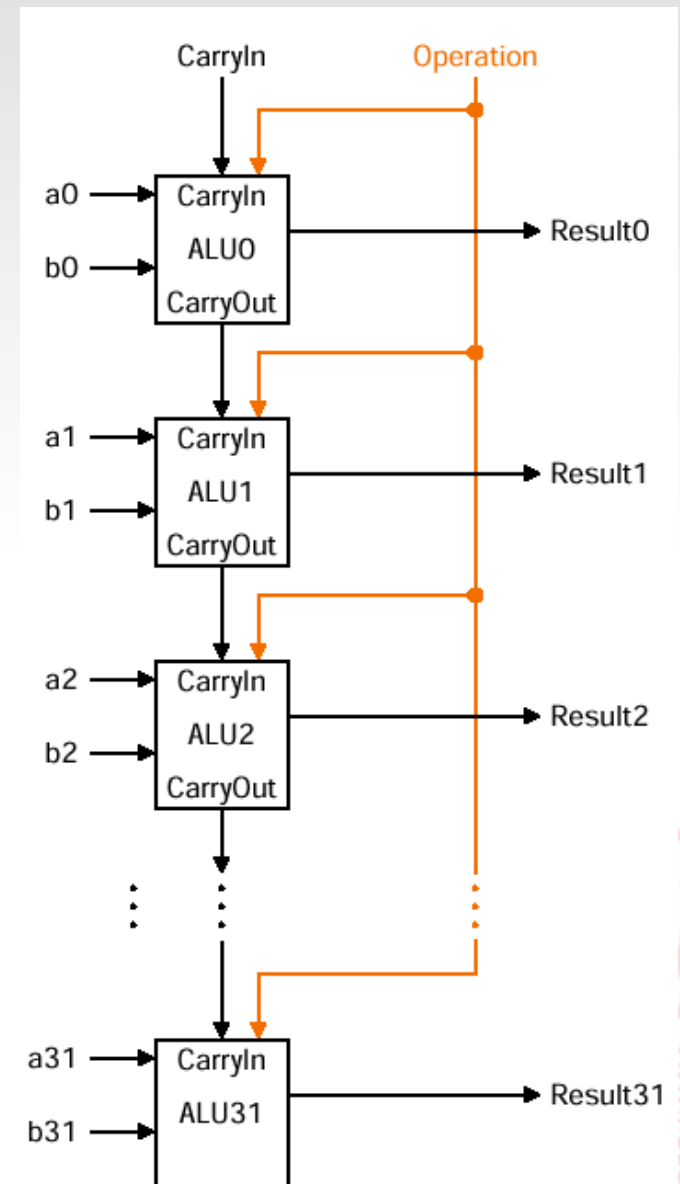 CarryIn Operation
a0 CarryIn
ALU0 Result0
b0
CarryOut
a1 CarryIn
ALU1 Result1
b1
CarryOut
a2 CarryIn
ALU2 Result2
b2
CarryOut
a31 CarryIn
ALU31 Result31
b31